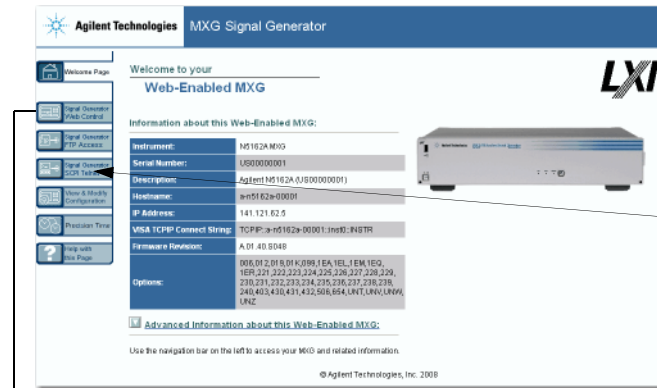 Agilent Technologies MXG Signal Generator
Welcome Page
Signal Generator
Web Control
Signal Generator
FTP Access
Signal Generator
SCPI Telnet
View & Modify
Configuration
Precision Time
Help with
this Page
Welcome to your
Web-Enabled MXG
LXI
Information about this Web-Enabled MXG:
Instrument: N5162A MXG
Serial Number: US00000001
Description: Agilent N5162A (US00000001)
Hostname: a-n5162a-00001
IP Address: 141.121.62.5
VISA TCPIP Connect String: TCPIP::a-n5162a-00001::inst0::INSTR
Firmware Revision: A.01.40.S048
Options: 006,012,019,01K,099,1EA,1EL,1EM,1EQ,
1ER,221,222,223,224,225,226,227,228,229,
230,231,232,233,234,235,236,237,238,239,
240,403,430,431,432,506,654,UNT,UNV,UNW,
UNZ
Advanced Information about this Web-Enabled MXG:
Use the navigation bar on the left to access your MXG and related information.
© Agilent Technologies, Inc. 2008